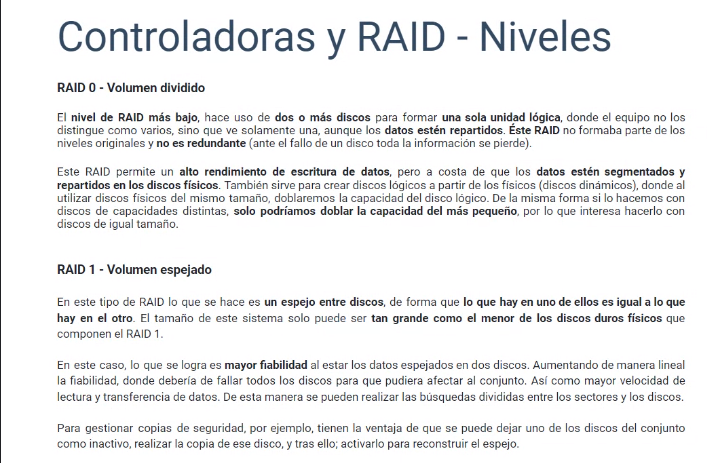 Controladoras y RAID - Niveles
RAID 0 - Volumen dividido
El nivel de RAID más bajo, hace uso de dos o más discos para formar una sola unidad lógica, donde el equipo no los
distingue como varios, sino que ve solamente una, aunque los datos estén repartidos. Éste RAID no formaba parte de los
niveles originales y no es redundante (ante el fallo de un disco toda la información se pierde).
Este RAID permite un alto rendimiento de escritura de datos, pero a costa de que los datos estén segmentados y
repartidos en los discos físicos. También sirve para crear discos lógicos a partir de los físicos (discos dinámicos), donde al
utilizar discos físicos del mismo tamaño, doblaremos la capacidad del disco lógico. De la misma forma si lo hacemos con
discos de capacidades distintas, solo podríamos doblar la capacidad del más pequeño, por lo que interesa hacerlo con
discos de igual tamaño.
RAID 1 - Volumen espejado
En este tipo de RAID lo que se hace es un espejo entre discos, de forma que lo que hay en uno de ellos es igual a lo que
hay en el otro. El tamaño de este sistema solo puede ser tan grande como el menor de los discos duros físicos que
componen el RAID 1.
En este caso, lo que se logra es mayor fiabilidad al estar los datos espejados en dos discos. Aumentando de manera lineal
la fiabilidad, donde debería de fallar todos los discos para que pudiera afectar al conjunto. Así como mayor velocidad de
lectura y transferencia de datos. De esta manera se pueden realizar las búsquedas divididas entre los sectores y los discos.
Para gestionar copias de seguridad, por ejemplo, tienen la ventaja de que se puede dejar uno de los discos del conjunto
como inactivo, realizar la copia de ese disco, y tras ello; activarlo para reconstruir el espejo.